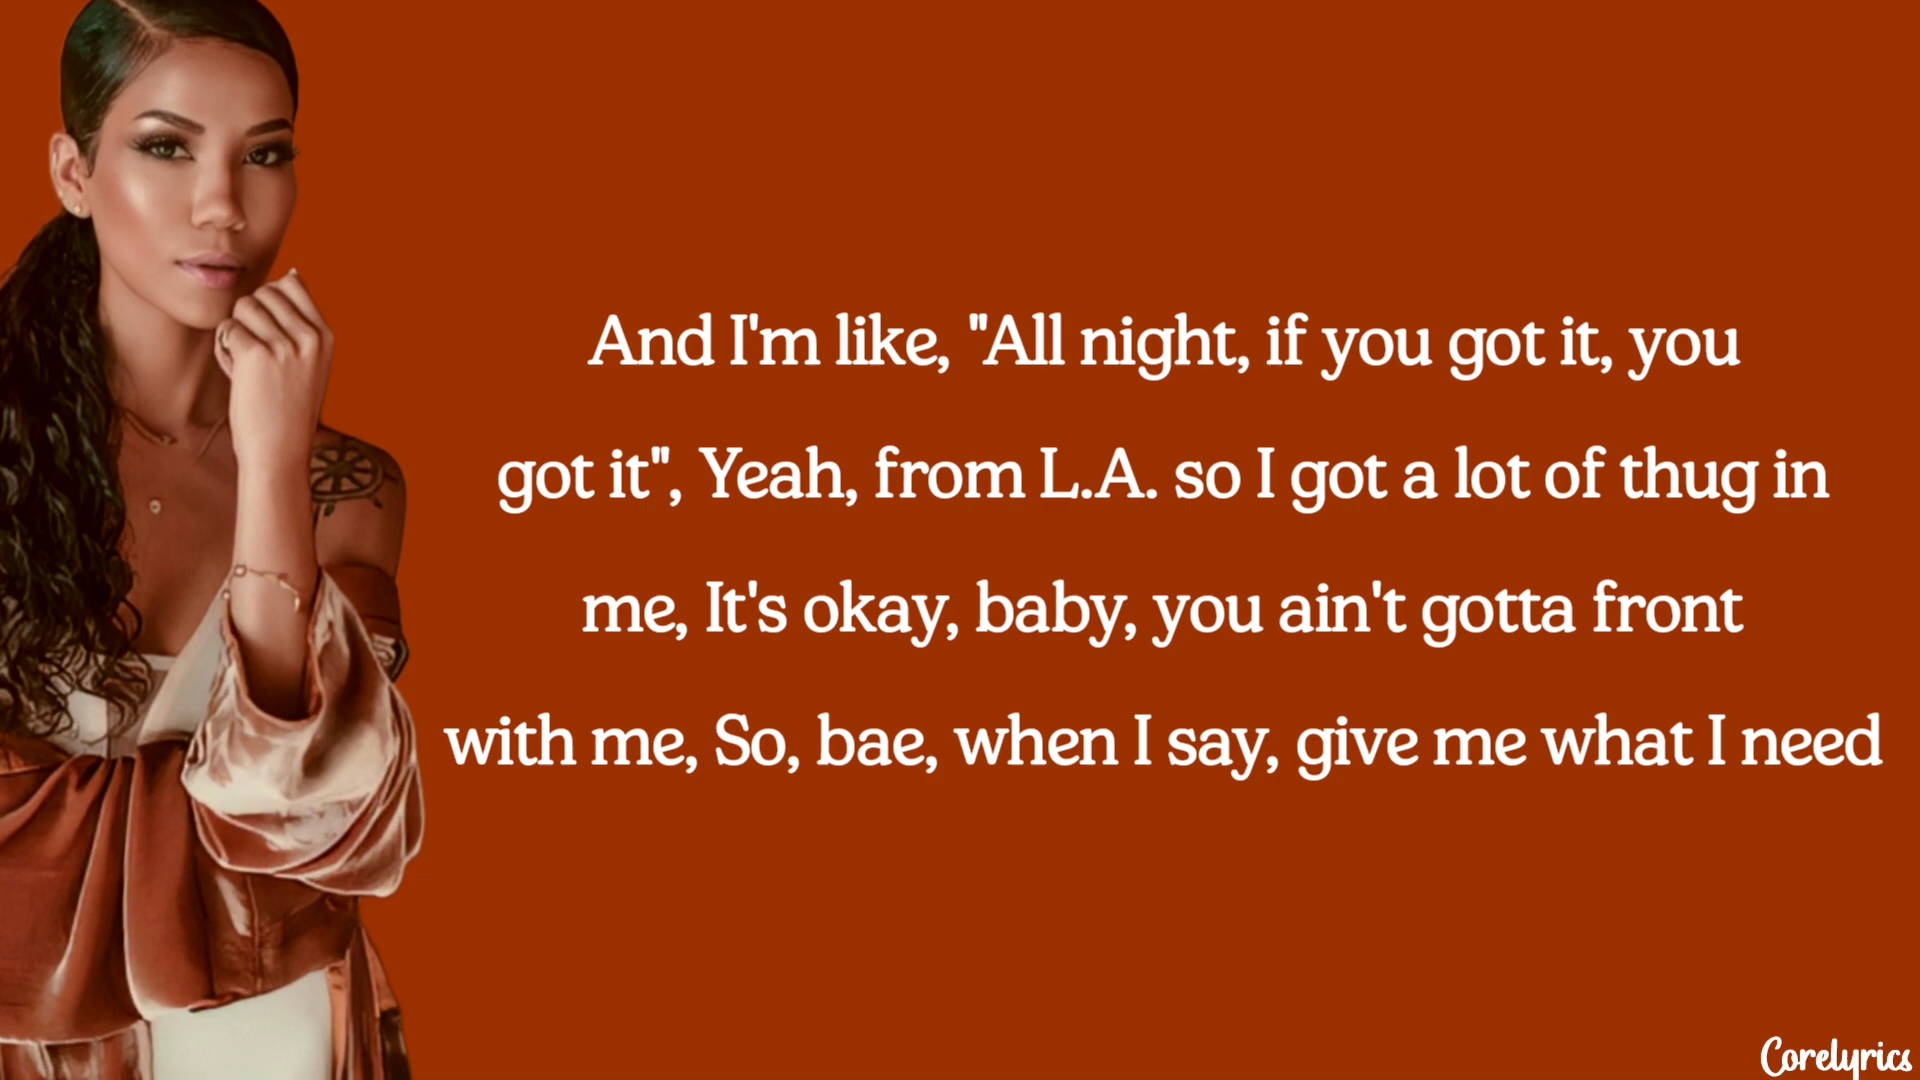 And I'm like, "All night, if you got it, you
got it", Yeah, from L.A. so I got a lot of thug in
me, It's okay, baby, you ain't gotta front
with me, So, bae, when I say, give me what I need
Corelyrics